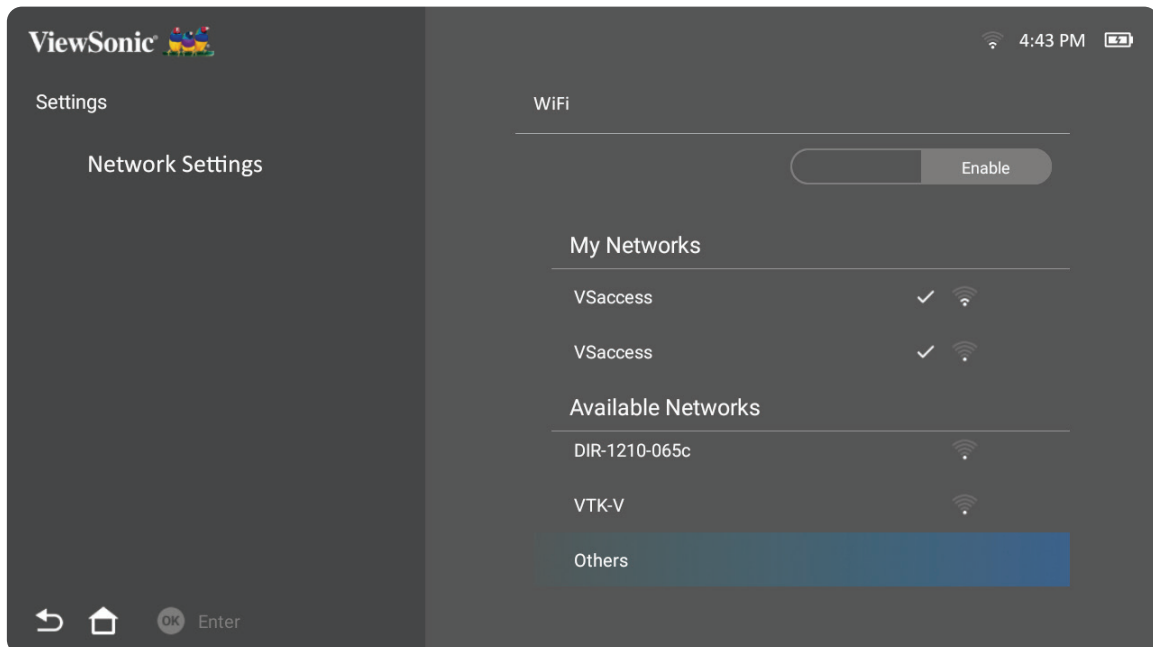 ViewSonic®
4:43 PM
Settings
Network Settings
WiFi
Enable
My Networks
VSaccess
VSaccess
Available Networks
DIR-1210-065c
VTK-V
Others
OK Enter